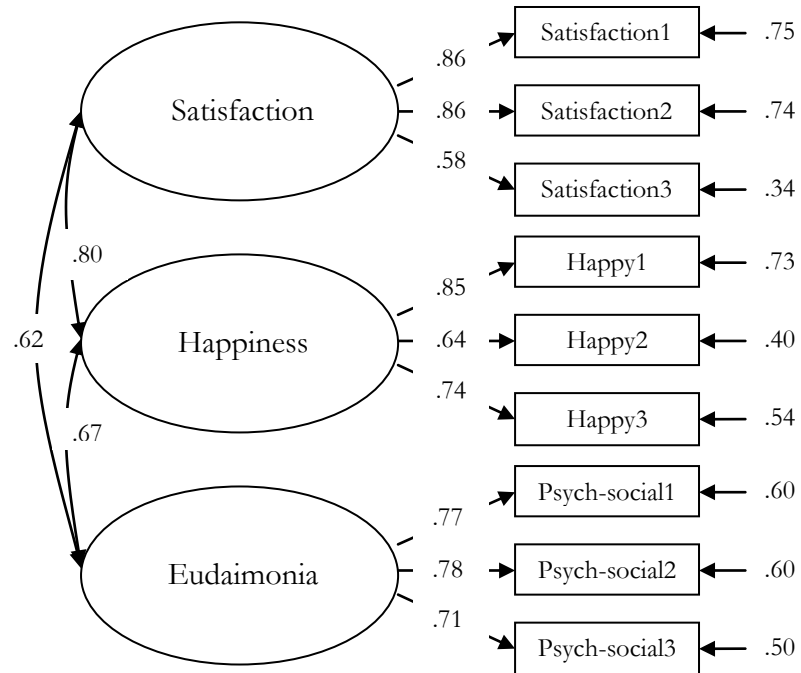 Satisfaction1
.75
.86
Satisfaction
.86
Satisfaction2
.74
.58
Satisfaction3
.34
.80
Happy1
.73
.85
.62
Happiness
.64
Happy2
.40
.74
.67
Happy3
.54
Psych-social1
.60
.77
Eudaimonia
.78
Psych-social2
.60
.71
Psych-social3
.50